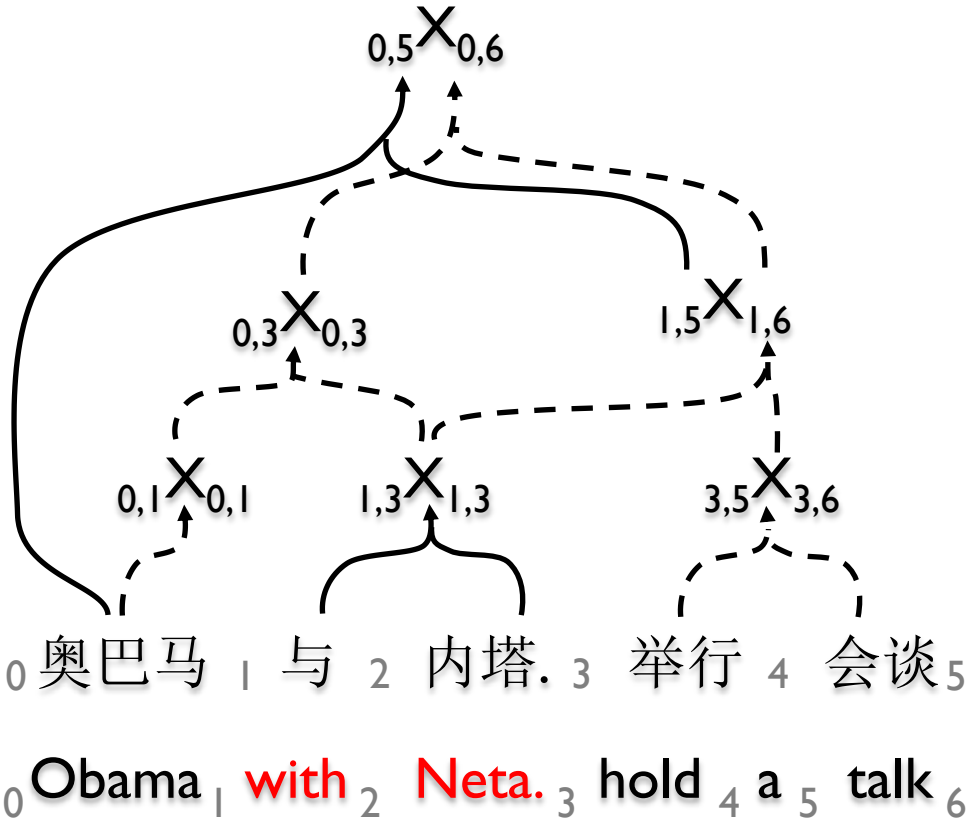 0,5X0,6
0,3X0,3 1,5X1,6
0,1X0,1 1,3X1,3 3,5X3,6
0 奥巴马 1 与 2 内塔. 3 举行 4 会谈 5
0 Obama 1 with 2 Neta. 3 hold 4 a 5 talk 6